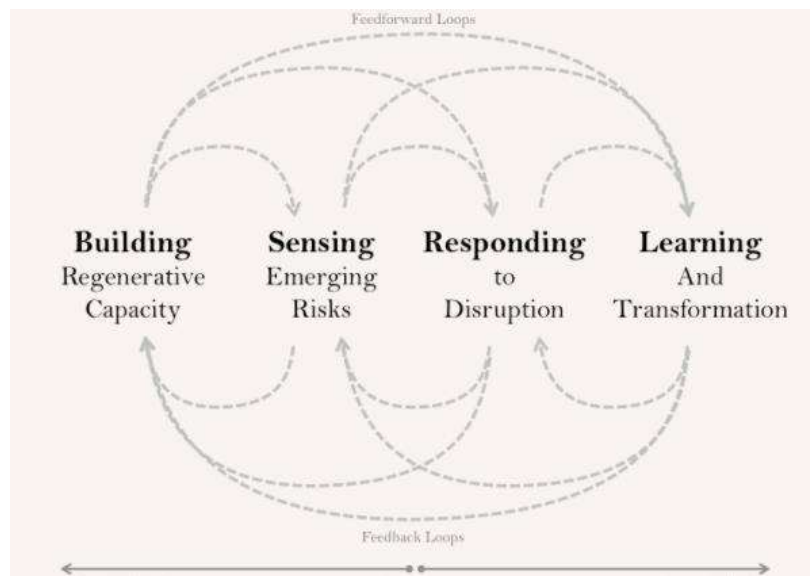 Feedforward Loops
Building
Regenerative
Capacity
Sensing
Emerging
Risks
Responding
to
Disruption
Learning
And
Transformation
Feedback Loops